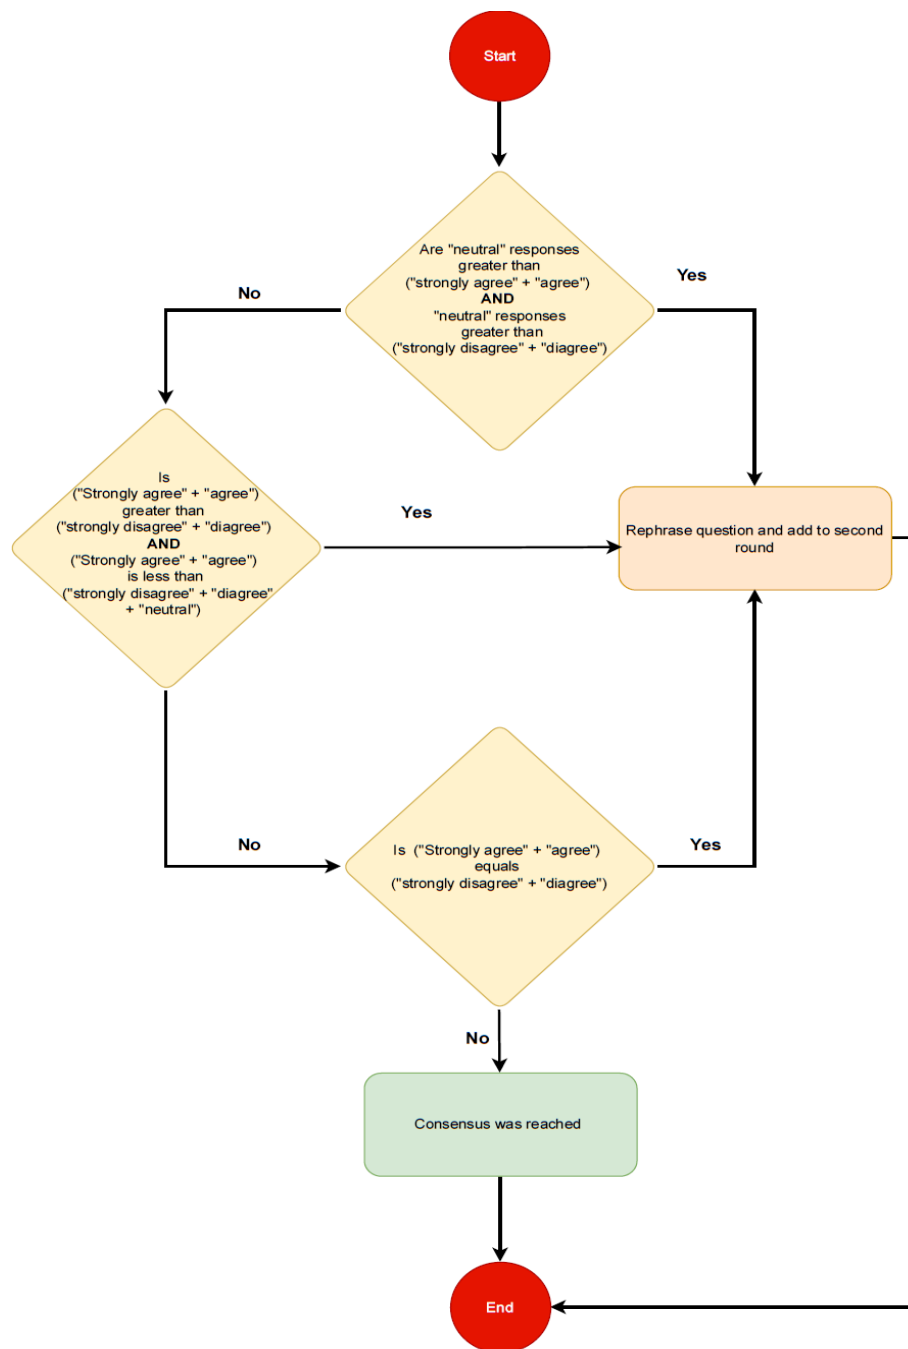 Start
Are "neutral" responses
greater than
("strongly agree" + "agree")
AND
"neutral" responses
greater than
("strongly disagree" + "diagree")
Yes
No
Is
("Strongly agree" + "agree")
greater than
("strongly disagree" + "diagree")
AND
("Strongly agree" + "agree")
is less than
("strongly disagree" + "diagree"
+ "neutral")
Yes
Rephrase question and add to second
round
No
Is ("Strongly agree" + "agree")
equals
("strongly disagree" + "diagree")
Yes
No
Consensus was reached
End